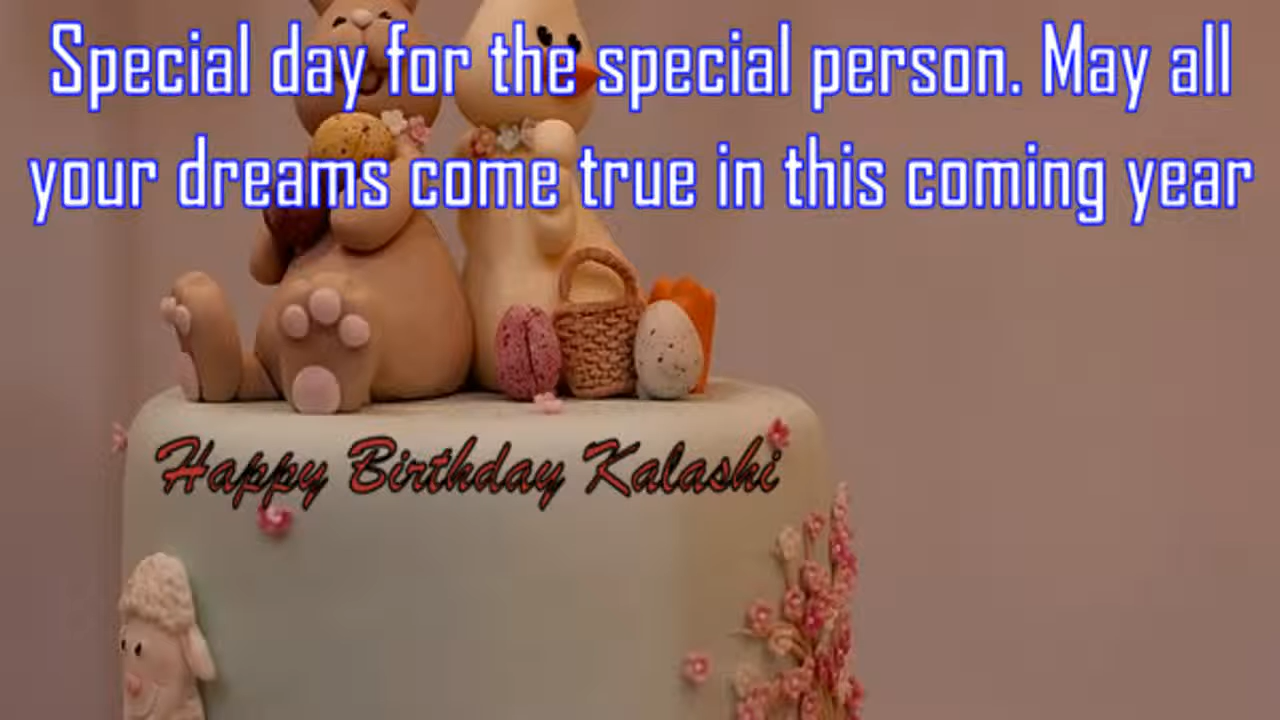 Special day for the special person. May all
your dreams come true in this coming year
Happy Birthday Kalashi